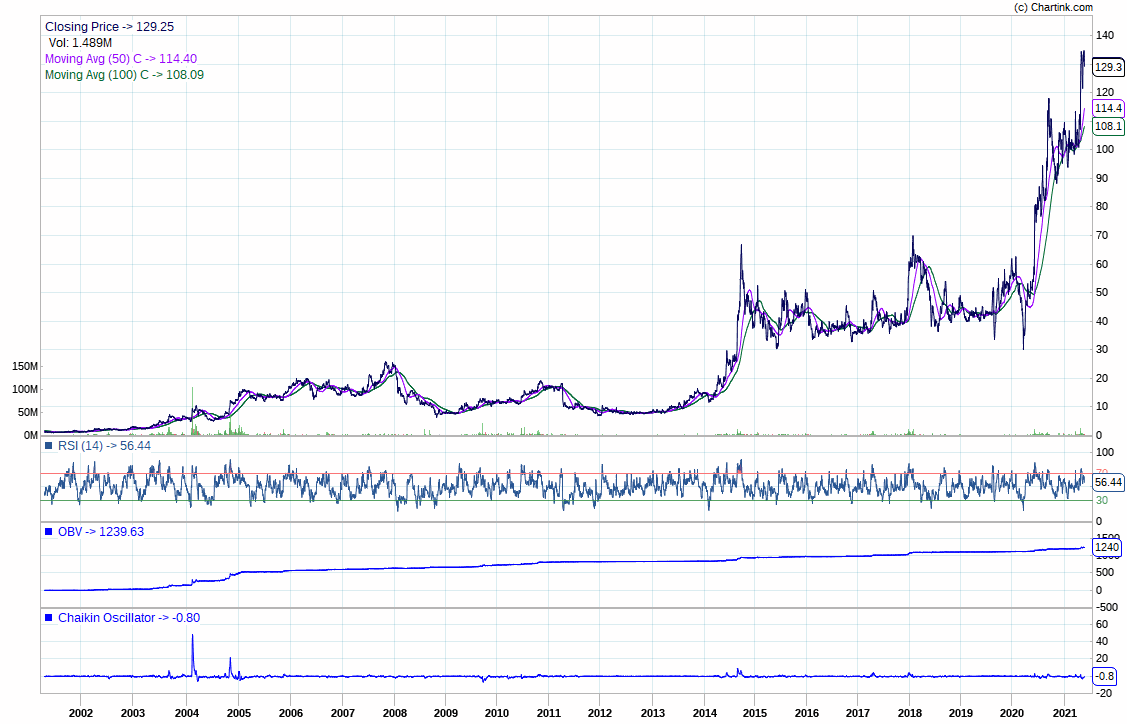 (c) Chartink.com
Closing Price -> 129.25
Vol: 1.489M
Moving Avg (50) C -> 114.40
Moving Avg (100) C -> 108.09
140
129.3
120
114.4
108.1
100
90
80
70
60
50
40
30
20
10
0
150M
100M
50M
0M
RSI (14) -> 56.44
100
70
56.44
30
0
OBV -> 1239.63
1500
1240
1000
500
0
-500
Chaikin Oscillator -> -0.80
60
40
20
-0.8
-20
2002 2003 2004 2005 2006 2007 2008 2009 2010 2011 2012 2013 2014 2015 2016 2017 2018 2019 2020 2021